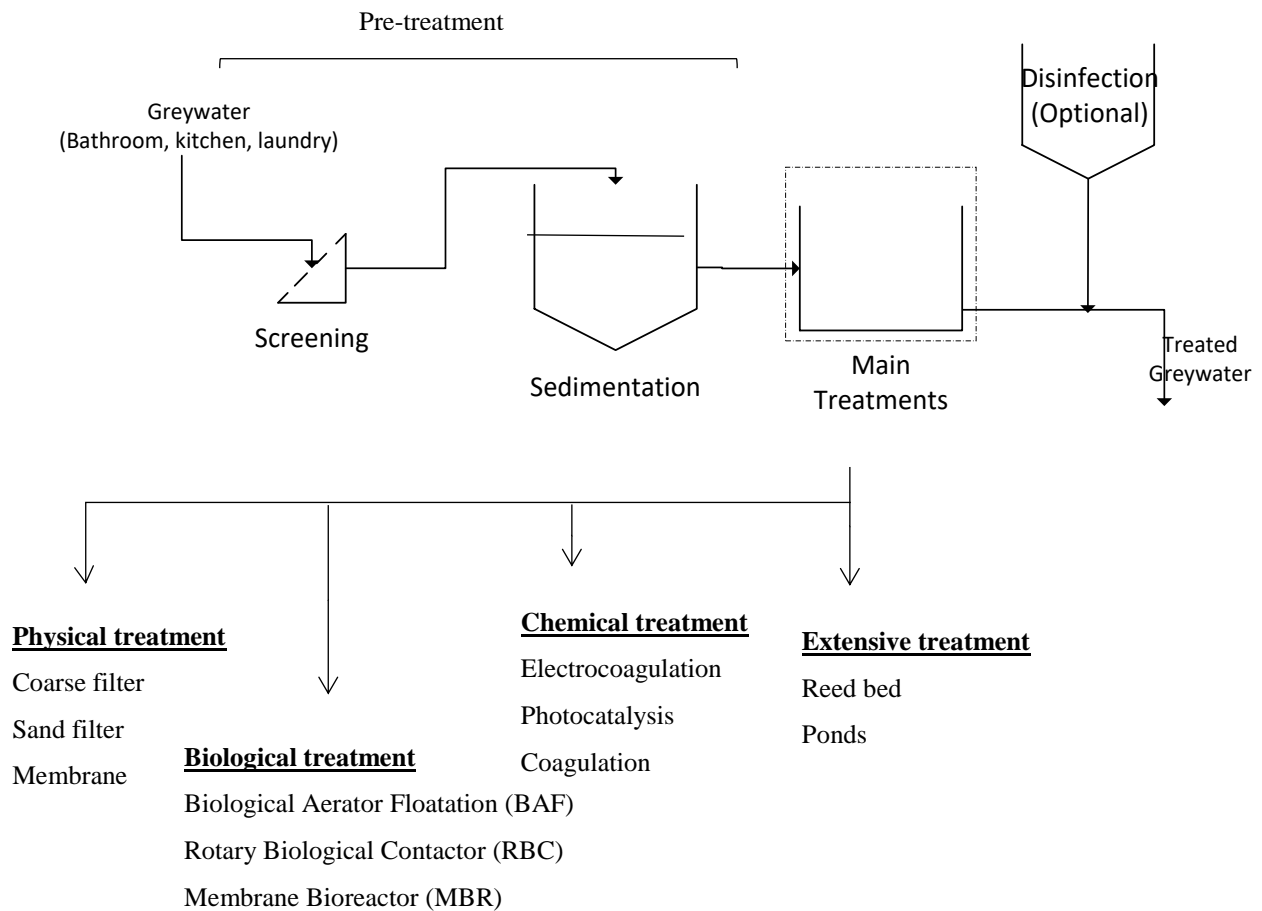 Pre-treatment
Greywater
(Bathroom, kitchen, laundry)
Screening
Sedimentation
Main
Treatments
Disinfection
(Optional)
Treated
Greywater
Physical treatment
Coarse filter
Sand filter
Membrane
Biological treatment
Biological Aerator Floatation (BAF)
Rotary Biological Contactor (RBC)
Membrane Bioreactor (MBR)
Chemical treatment
Electrocoagulation
Photocatalysis
Coagulation
Extensive treatment
Reed bed
Ponds